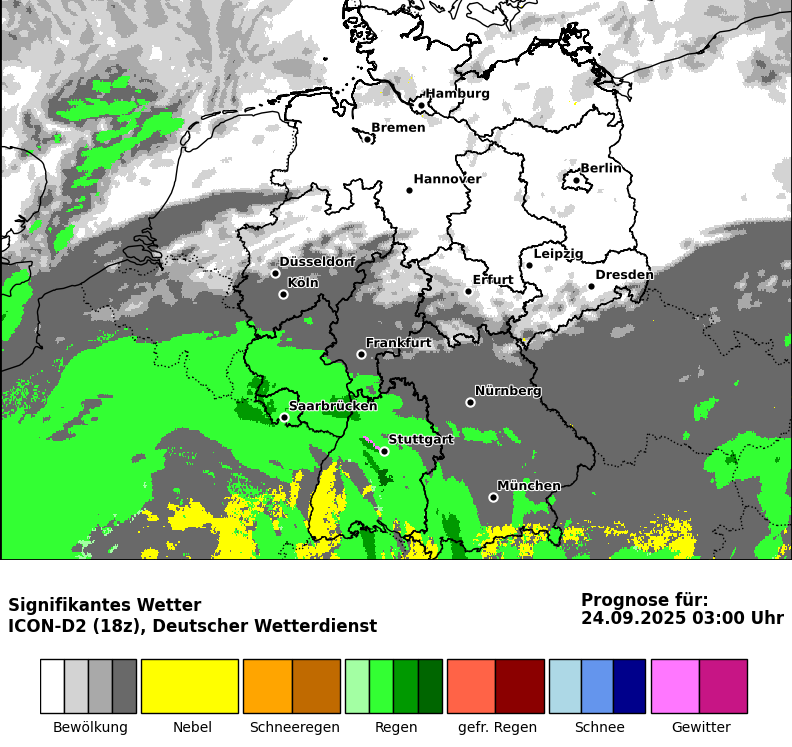 Hamburg
Bremen
Berlin
Hannover
Leipzig
Düsseldorf
Dresden
Köln
Erfurt
Frankfurt
Nürnberg
Saarbrücken
Stuttgart
München
Signifikantes Wetter
ICON-D2 (18z), Deutscher Wetterdienst
Prognose für:
24.09.2025 03:00 Uhr
Bewölkung Nebel Schneeregen Regen gefr. Regen Schnee Gewitter